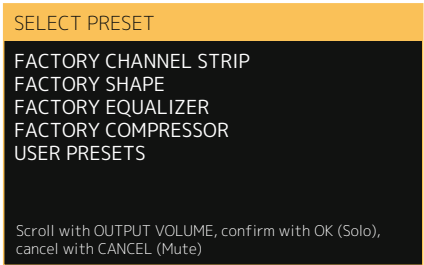 SELECT PRESET
FACTORY CHANNEL STRIP
FACTORY SHAPE
FACTORY EQUALIZER
FACTORY COMPRESSOR
USER PRESETS
Scroll with OUTPUT VOLUME, confirm with OK (Solo),
cancel with CANCEL (Mute)